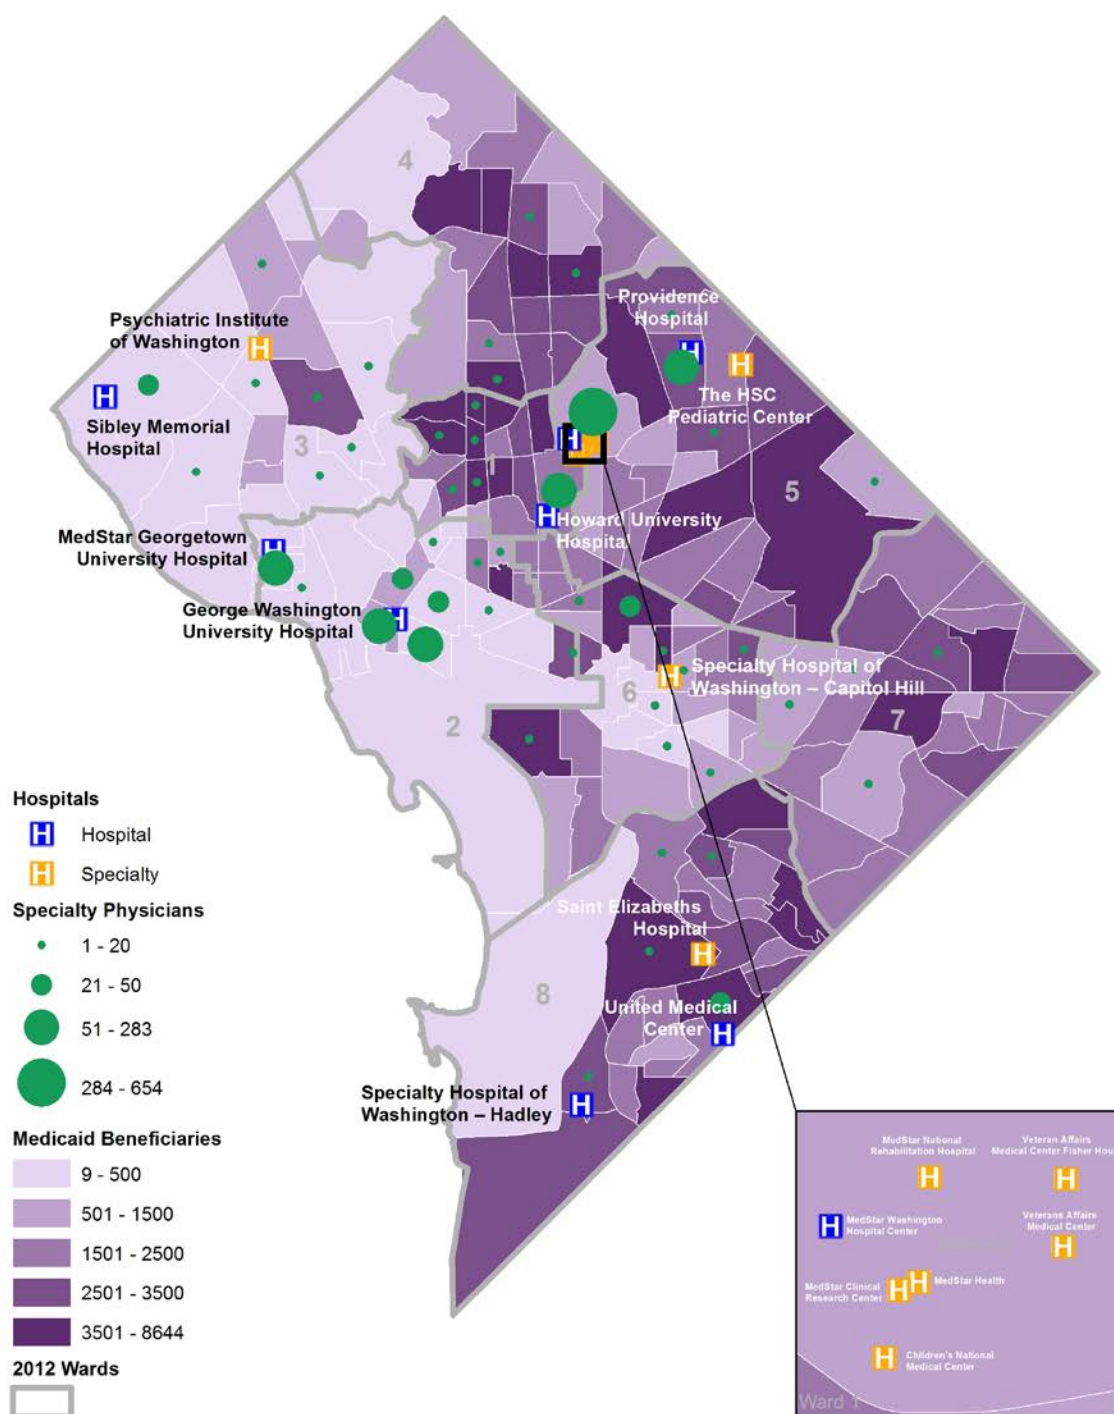 4
Providence
Hospital
Psychiatric Institute
of Washington
The HSC
Pediatric Center
Sibley Memorial
Hospital
3
1
5
Howard University
Hospital
MedStar Georgetown
University Hospital
George Washington
University Hospital
Specialty Hospital of
Washington – Capitol Hill
6
2
7
Hospitals
H Hospital
H Specialty
Specialty Physicians
1 - 20
21 - 50
51 - 283
284 - 654
Medicaid Beneficiaries
9 - 500
501 - 1500
1501 - 2500
2501 - 3500
3501 - 8644
2012 Wards
Saint Elizabeths
Hospital
8
United Medical
Center
Specialty Hospital of
Washington – Hadley
MedStar National
Rehabilitation Hospital
Veteran Affairs
Medical Center Fisher Hou
MedStar Washington
Hospital Center
Veterans Affairs
Medical Center
MedStar Clinical
Research Center
MedStar Health
Children's National
Medical Center
Ward 1